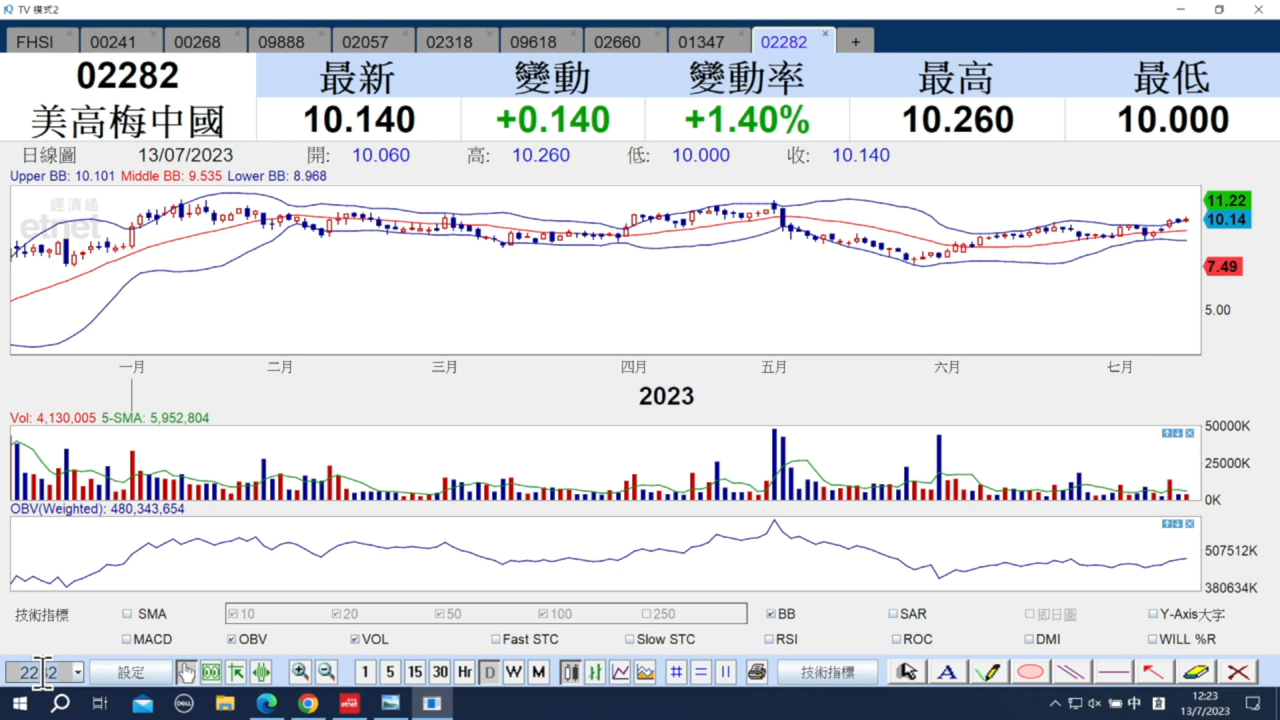 TV 模式2
FHSI 00241 00268 09888 02057 02318 09618 02660 01347 02282 +
02282 最新 變動 變動率 最高 最低
美高梅中國 10.140 +0.140 +1.40% 10.260 10.000
日線圖 13/07/2023 開: 10.060 高: 10.260 低: 10.000 收: 10.140
Upper BB: 10.101 Middle BB: 9.535 Lower BB: 8.968
經濟通
etnet
11.22
10.14
7.49
5.00
一月 二月 三月 四月 五月 六月 七月
2023
Vol: 4,130,005 5-SMA: 5,952,804
50000K
25000K
0K
OBV(Weighted): 480,343,654
507512K
380634K
技術指標 SMA 10 20 50 100 250 BB SAR 即日圖 Y-Axis大字
MACD OBV VOL Fast STC Slow STC RSI ROC DMI WILL %R
設定 1 5 15 30 Hr D W M 技術指標 A
DELL etnet 中 12:23
13/7/2023